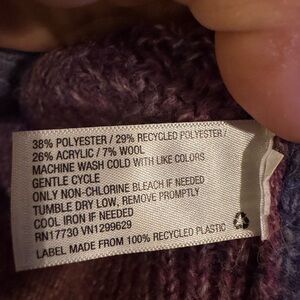 38% POLYESTER / 29% RECYCLED POLYESTER /
26% ACRYLIC / 7% WOOL
MACHINE WASH COLD WITH LIKE COLORS
GENTLE CYCLE
ONLY NON-CHLORINE BLEACH IF NEEDED
TUMBLE DRY LOW, REMOVE PROMPTLY
COOL IRON IF NEEDED
RN17730 VN1299629
LABEL MADE FROM 100% RECYCLED PLASTIC